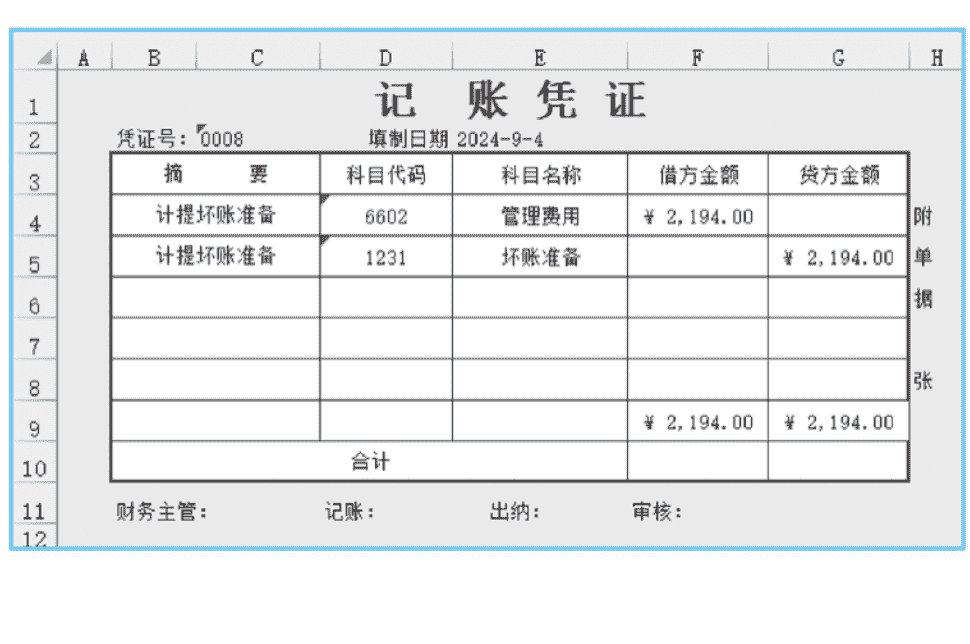 A B C D E F G H
1 记 账 凭 证
2 凭证号： 0008 填制日期 2024-9-4
3 摘 要 科目代码 科目名称 借方金额 贷方金额
4 计提坏账准备 6602 管理费用 ¥ 2,194.00 附
5 计提坏账准备 1231 坏账准备 ¥ 2,194.00 单
6 据
7
8 张
9 ¥ 2,194.00 ¥ 2,194.00
10 合计
11 财务主管： 记账： 出纳： 审核：
12